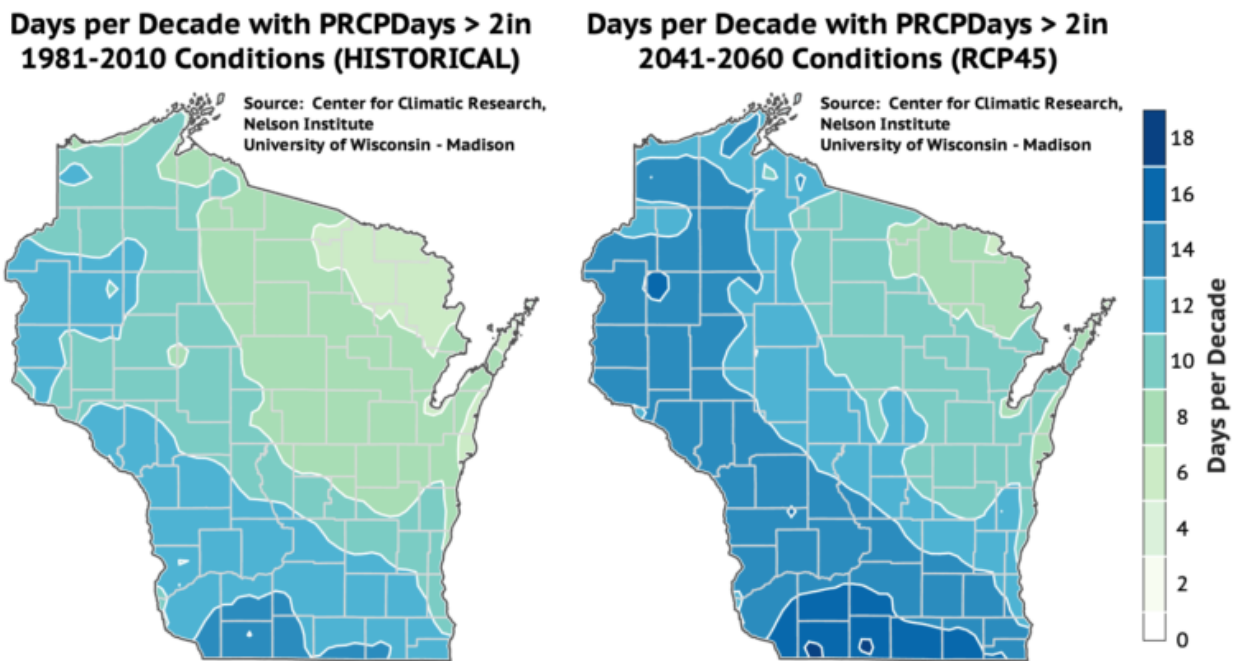 Days per Decade with PRCPDays > 2in
1981-2010 Conditions (HISTORICAL)
Source: Center for Climatic Research,
Nelson Institute
University of Wisconsin - Madison
Days per Decade with PRCPDays > 2in
2041-2060 Conditions (RCP45)
Source: Center for Climatic Research,
Nelson Institute
University of Wisconsin - Madison
18
16
14
12
10
8
6
4
2
0
Days per Decade